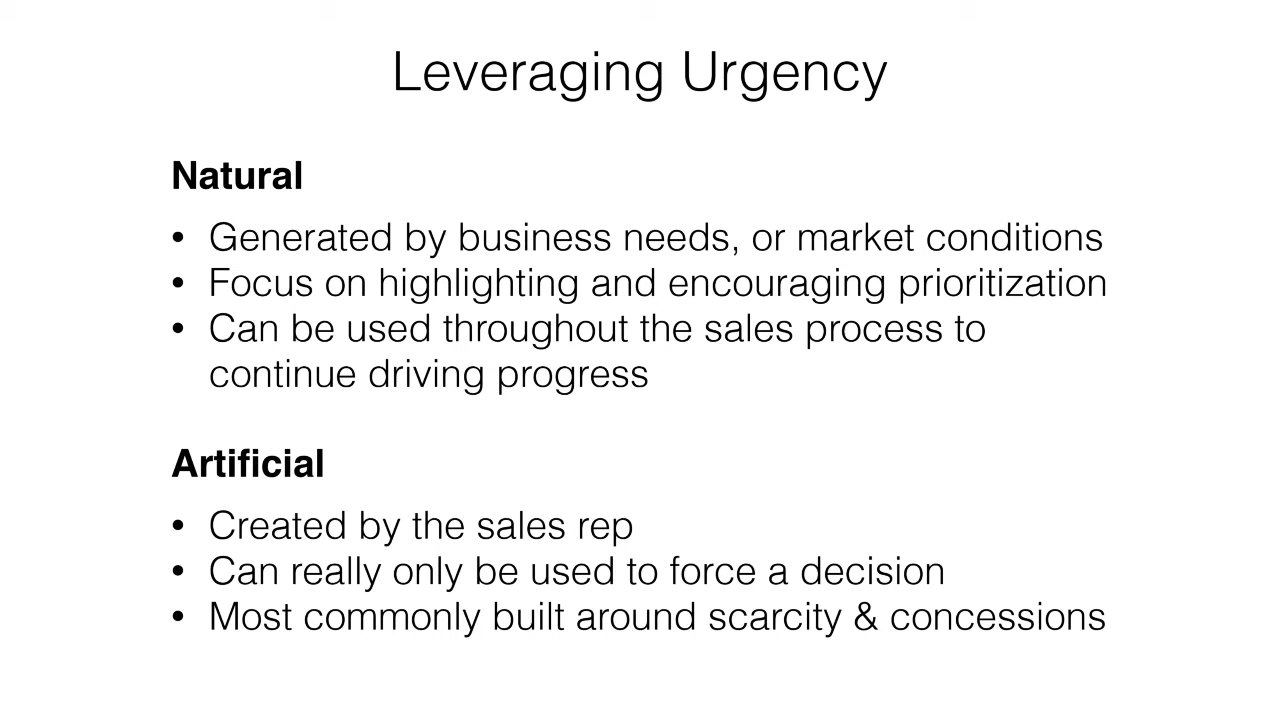 Leveraging Urgency
Natural
• Generated by business needs, or market conditions
• Focus on highlighting and encouraging prioritization
• Can be used throughout the sales process to
continue driving progress
Artificial
• Created by the sales rep
• Can really only be used to force a decision
• Most commonly built around scarcity & concessions